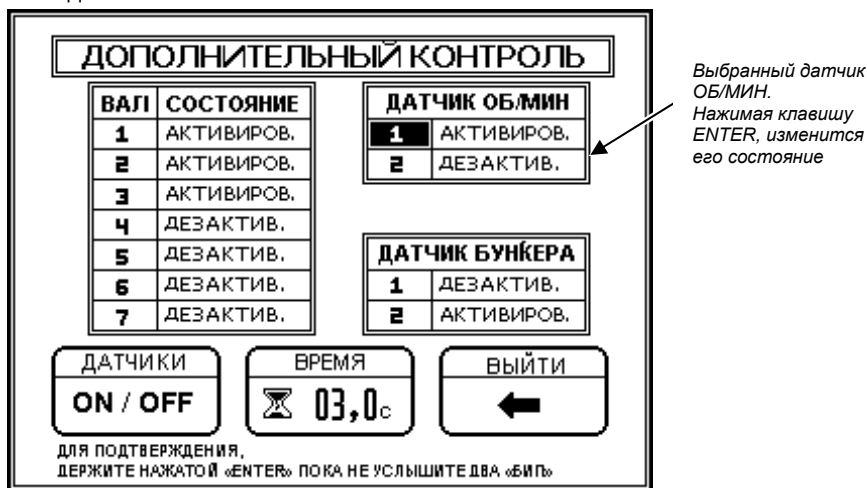 ДОПОЛНИТЕЛЬНЫЙ КОНТРОЛЬ
ВАЛ СОСТОЯНИЕ
1 АКТИВИРОВ.
2 АКТИВИРОВ.
3 АКТИВИРОВ.
4 ДЕЗАКТИВ.
5 ДЕЗАКТИВ.
6 ДЕЗАКТИВ.
7 ДЕЗАКТИВ.
ДАТЧИК ОБ/МИН
1 АКТИВИРОВ.
2 ДЕЗАКТИВ.
ДАТЧИК БУНЌЕРА
1 ДЕЗАКТИВ.
2 АКТИВИРОВ.
Выбранный датчик
ОБ/МИН.
Нажимая клавишу
ENTER, изменится
его состояние
ДАТЧИКИ
ON / OFF
ВРЕМЯ
03,0с
ВЫЙТИ
ДЛЯ ПОДТВЕРЖДЕНИЯ,
ДЕРЖИТЕ НАЖАТОЙ «ENTER» ПОКА НЕ УСЛЫШИТЕ ДВА «БИП»